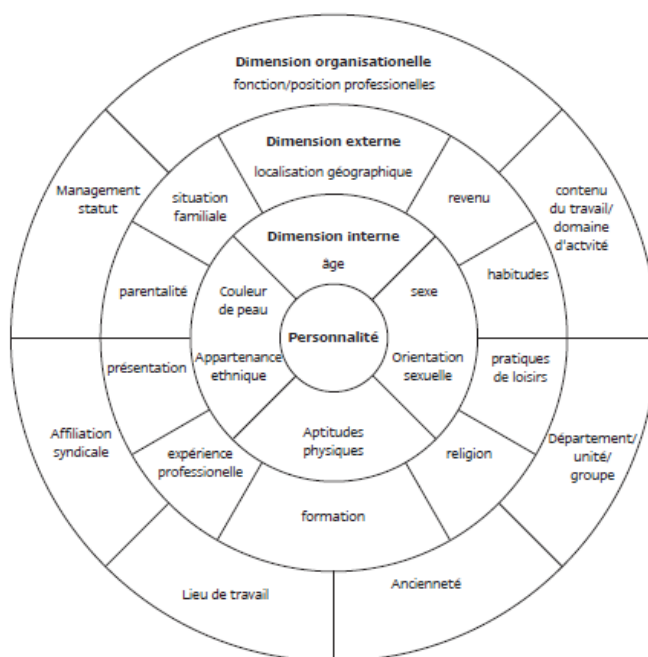 Dimension organisationelle
fonction/position professionelles
Dimension externe
localisation géographique
Management
statut
situation
familiale
revenu
contenu
du travail/
domaine
d'actvité
Dimension interne
âge
parentalité
Couleur
de peau
sexe
habitudes
Personnalité
présentation
Appartenance
ethnique
Orientation
sexuelle
pratiques
de loisirs
Affiliation
syndicale
expérience
professionelle
Aptitudes
physiques
religion
Département/
unité/
groupe
formation
Lieu de travail
Ancienneté